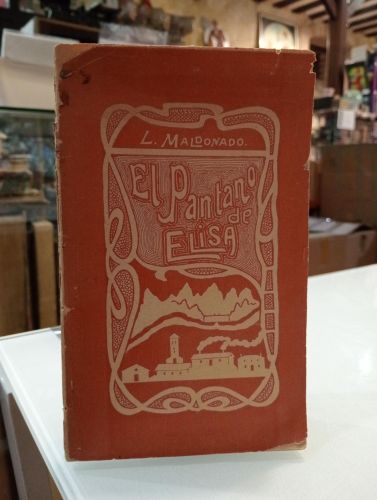 L. MALDONADO.
El Pantano
de
ELISA